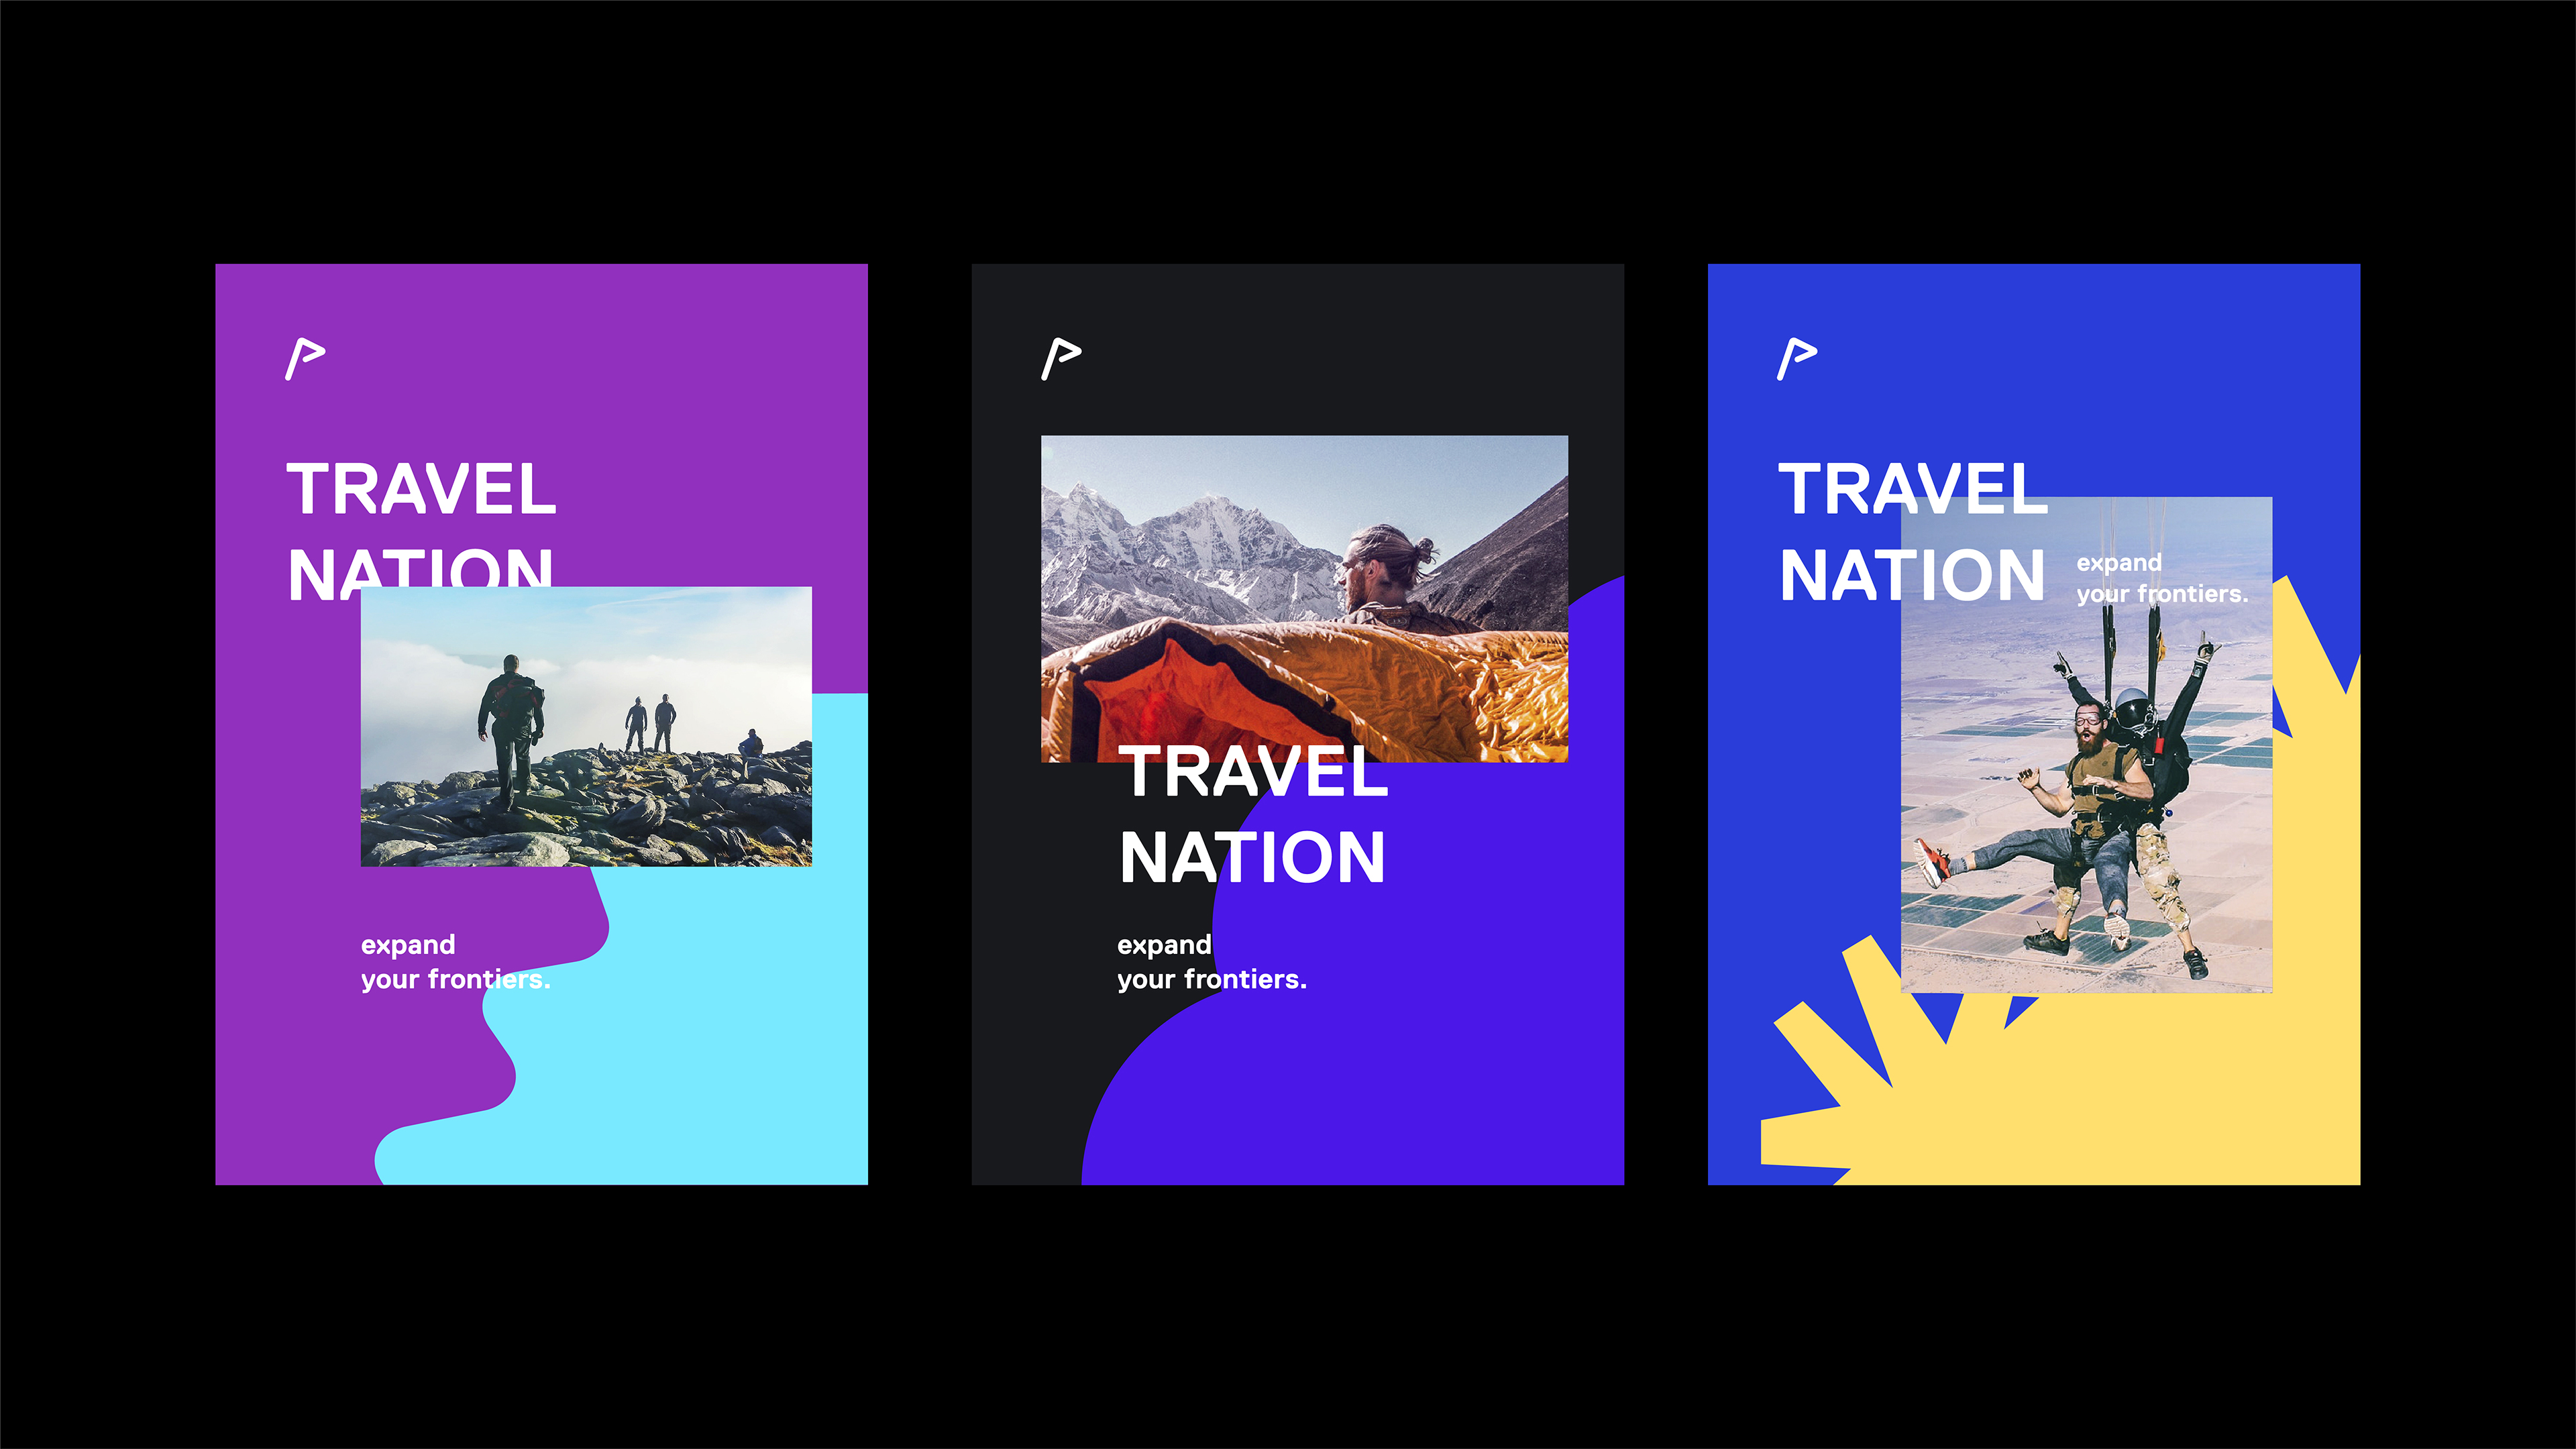 TRAVEL
NATION
expand
your frontiers.
TRAVEL
NATION
expand
your frontiers.
TRAVEL
NATION
expand
your frontiers.